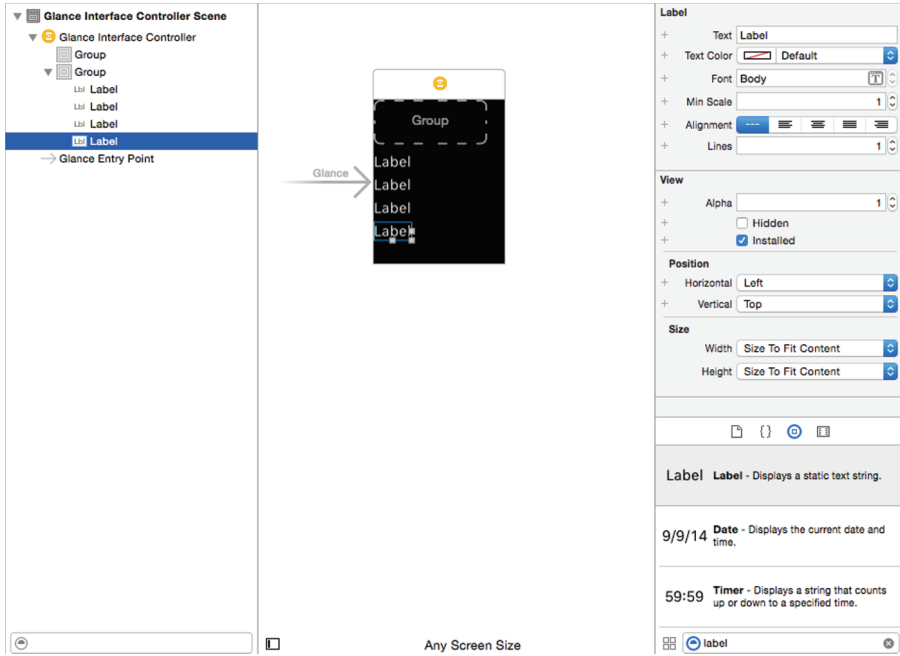 Glance Interface Controller Scene
Glance Interface Controller
Group
Group
Lbl Label
Lbl Label
Lbl Label
Lbl Label
Glance Entry Point
Glance
Group
Label
Label
Label
Label
Any Screen Size
Label
+ Text Label
+ Text Color Default
+ Font Body T
+ Min Scale 1
+ Alignment ---
+ Lines 1
View
+ Alpha 1
+ Hidden
+ Installed
Position
+ Horizontal Left
+ Vertical Top
Size
Width Size To Fit Content
Height Size To Fit Content
{}
Label Label - Displays a static text string.
9/9/14 Date - Displays the current date and
time.
59:59 Timer - Displays a string that counts
up or down to a specified time.
label